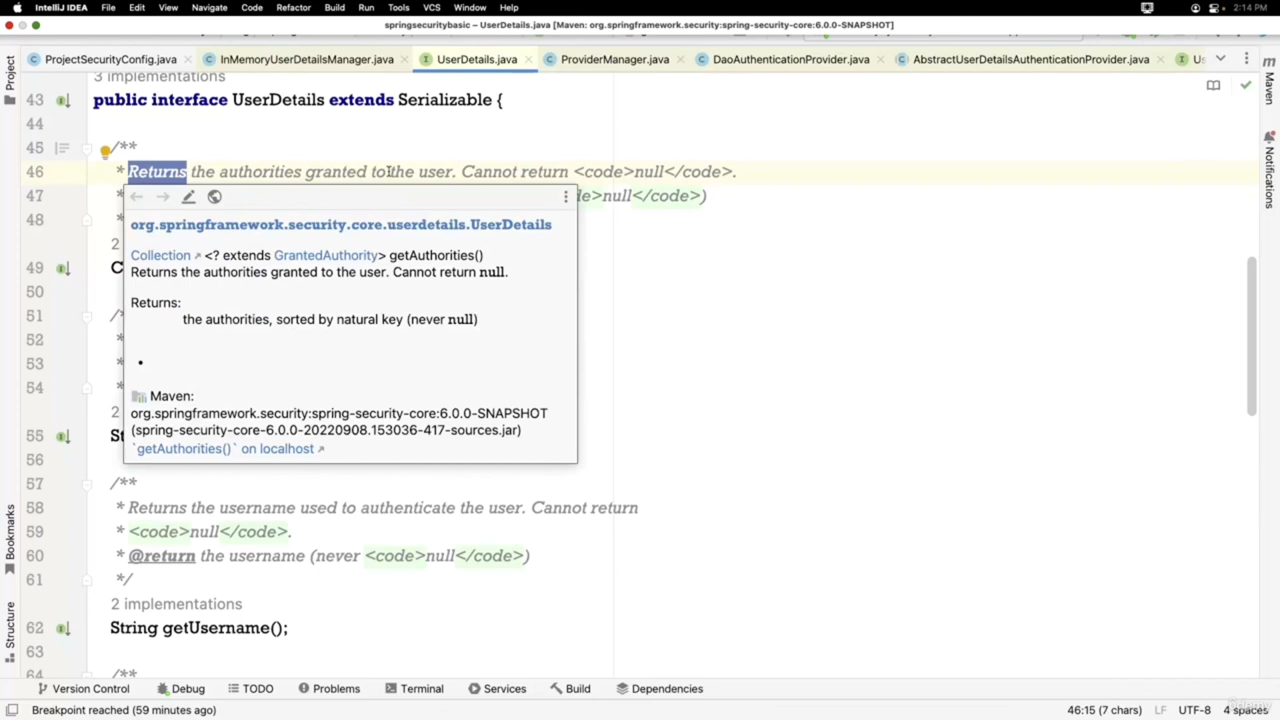 IntelliJ IDEA File Edit View Navigate Code Refactor Build Run Tools VCS Window Help 2:14 PM
springsecuritybasic – UserDetails.java [Maven: org.springframework.security:spring-security-core:6.0.0-SNAPSHOT]
Project ProjectSecurityConfig.java InMemoryUserDetailsManager.java UserDetails.java ProviderManager.java DaoAuthenticationProvider.java AbstractUserDetailsAuthenticationProvider.java Us
3 implementations
43 public interface UserDetails extends Serializable {
44
45 /**
46 * Returns the authorities granted to the user. Cannot return <code>null</code>.
47 * de>null</code>)
48 *
org.springframework.security.core.userdetails.UserDetails
Collection <? extends GrantedAuthority> getAuthorities()
Returns the authorities granted to the user. Cannot return null.
Returns:
the authorities, sorted by natural key (never null)
•
Maven:
org.springframework.security:spring-security-core:6.0.0-SNAPSHOT
(spring-security-core-6.0.0-20220908.153036-417-sources.jar)
`getAuthorities()` on localhost
2
49 C
50
51 /*
52 *
53 *
54 *
2
55 St
56
57 /**
58 * Returns the username used to authenticate the user. Cannot return
59 * <code>null</code>.
60 * @return the username (never <code>null</code>)
61 */
2 implementations
62 String getUsername();
63
64 /**
Maven
Notifications
Bookmarks
Structure
Version Control Debug TODO Problems Terminal Services Build Dependencies
Breakpoint reached (59 minutes ago) 46:15 (7 chars) LF UTF-8 4 spaces